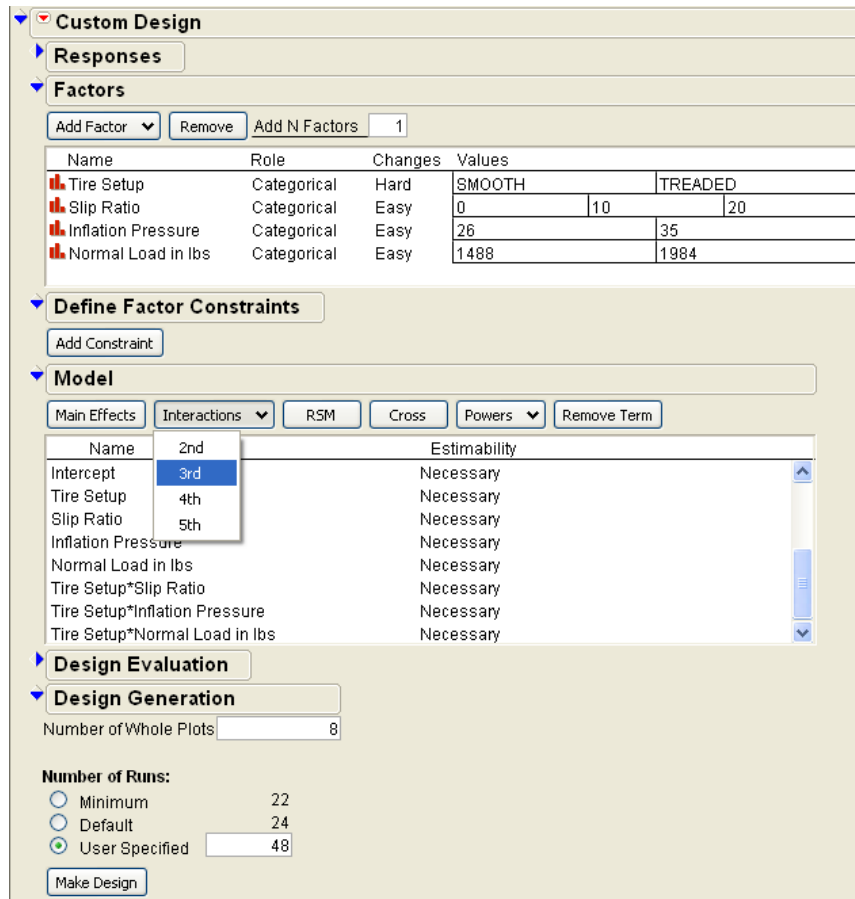 Custom Design
Responses
Factors
Add Factor Remove Add N Factors 1
Name Role Changes Values
Tire Setup Categorical Hard SMOOTH TREADED
Slip Ratio Categorical Easy 0 10 20
Inflation Pressure Categorical Easy 26 35
Normal Load in lbs Categorical Easy 1488 1984
Define Factor Constraints
Add Constraint
Model
Main Effects Interactions RSM Cross Powers Remove Term
Name 2nd Estimability
Intercept 3rd Necessary
Tire Setup 4th Necessary
Slip Ratio 5th Necessary
Inflation Pressure Necessary
Normal Load in lbs Necessary
Tire Setup*Slip Ratio Necessary
Tire Setup*Inflation Pressure Necessary
Tire Setup*Normal Load in lbs Necessary
Design Evaluation
Design Generation
Number of Whole Plots 8
Number of Runs:
Minimum 22
Default 24
User Specified 48
Make Design